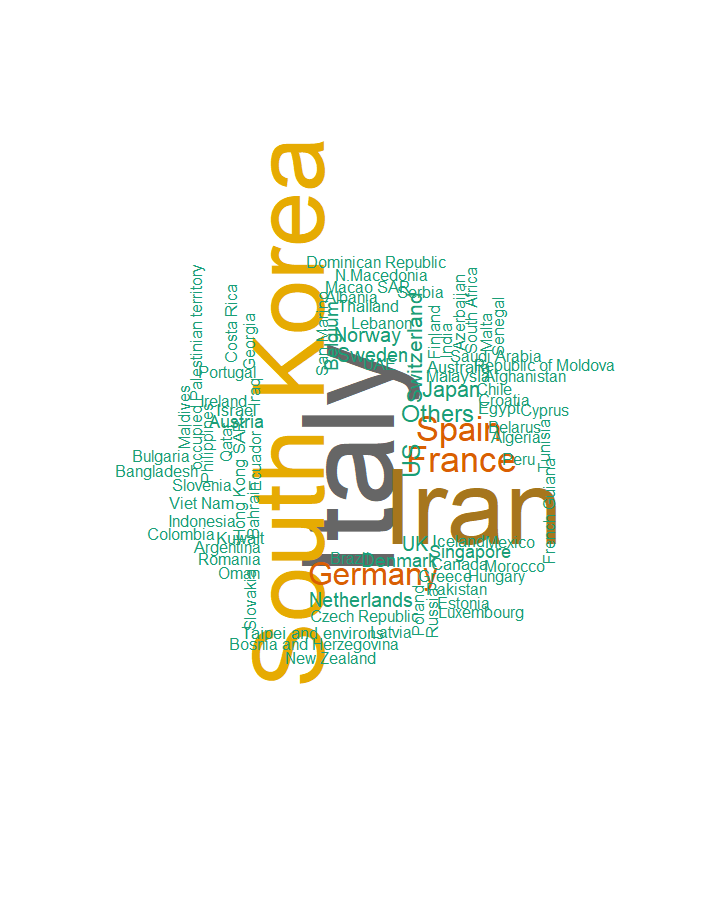 South Korea
Italy
Iran
Spain
France
Germany
Dominican Republic
N.Macedonia
Macao SAR
Albania
Serbia
Thailand
Lebanon
Norway
Sweden
UAE
San Marino
Belgium
Switzerland
Finland
India
Azerbaijan
South Africa
Malta
Senegal
Saudi Arabia
Republic of Moldova
Australia
Malaysia
Afghanistan
Japan
Chile
Croatia
Others
Egypt
Cyprus
Belarus
Algeria
US
Peru
Tunisia
French Guiana
occupied Palestinian territory
Costa Rica
Georgia
Portugal
Iraq
Maldives
Ireland
Israel
Philippines
Austria
Qatar
Hong Kong SAR
Ecuador
Bahrain
Bulgaria
Bangladesh
Slovenia
Viet Nam
Indonesia
Colombia
Kuwait
Argentina
Romania
Oman
Slovakia
UK
Iceland
Mexico
Singapore
Brazil
Denmark
Canada
Morocco
Greece
Hungary
Pakistan
Netherlands
Poland
Russia
Estonia
Luxembourg
Czech Republic
Taipei and environs
Latvia
Bosnia and Herzegovina
New Zealand